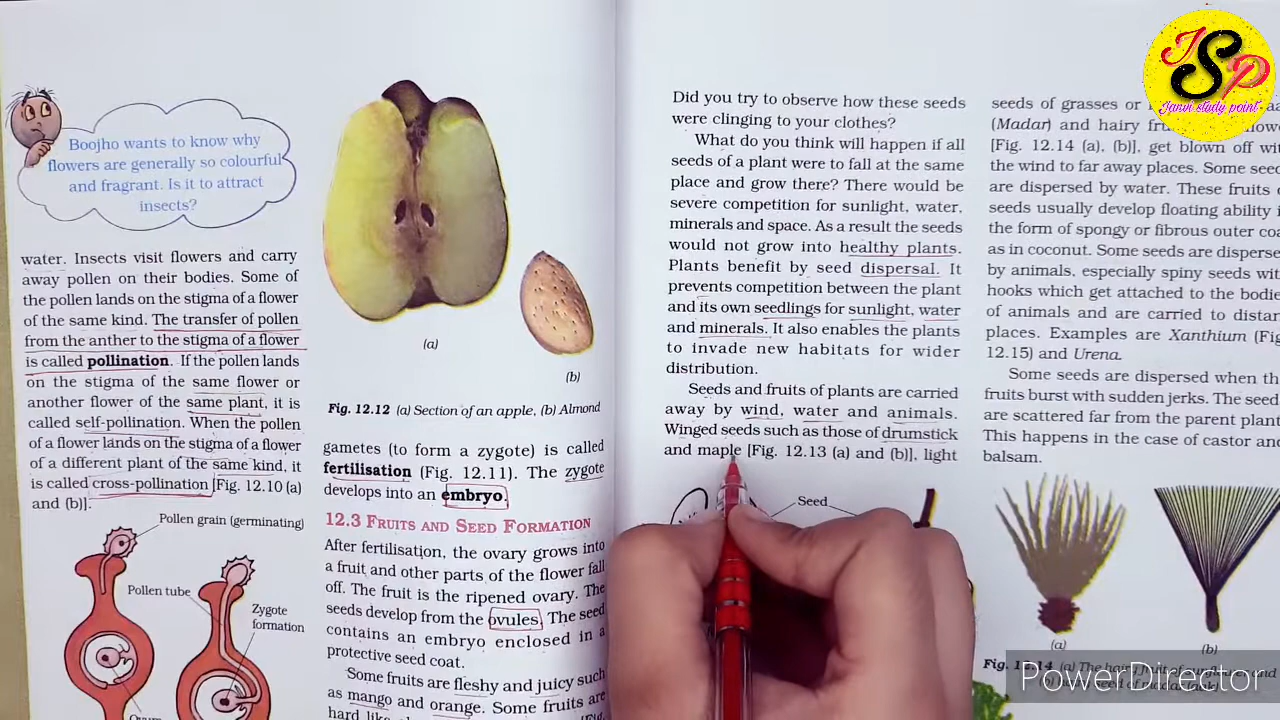 Boojho wants to know why
flowers are generally so colourful
and fragrant. Is it to attract
insects?
water. Insects visit flowers and carry
away pollen on their bodies. Some of
the pollen lands on the stigma of a flower
of the same kind. The transfer of pollen
from the anther to the stigma of a flower
is called pollination. If the pollen lands
on the stigma of the same flower or
another flower of the same plant, it is
called self-pollination. When the pollen
of a flower lands on the stigma of a flower
of a different plant of the same kind, it
is called cross-pollination [Fig. 12.10 (a)
and (b)].
Pollen grain (germinating)
Pollen tube
Zygote
formation
(a)
(b)
Fig. 12.12 (a) Section of an apple, (b) Almond
gametes (to form a zygote) is called
fertilisation (Fig. 12.11). The zygote
develops into an embryo.
12.3 FRUITS AND SEED FORMATION
After fertilisation, the ovary grows into
a fruit and other parts of the flower fall
off. The fruit is the ripened ovary. The
seeds develop from the ovules. The seed
contains an embryo enclosed in a
protective seed coat.
Some fruits are fleshy and juicy such
as mango and orange. Some fruits are
hard like
Did you try to observe how these seeds
were clinging to your clothes?
What do you think will happen if all
seeds of a plant were to fall at the same
place and grow there? There would be
severe competition for sunlight, water,
minerals and space. As a result the seeds
would not grow into healthy plants.
Plants benefit by seed dispersal. It
prevents competition between the plant
and its own seedlings for sunlight, water
and minerals. It also enables the plants
to invade new habitats for wider
distribution.
Seeds and fruits of plants are carried
away by wind, water and animals.
Winged seeds such as those of drumstick
and maple [Fig. 12.13 (a) and (b)], light
Seed
seeds of grasses or
(Madar) and hairy
[Fig. 12.14 (a), (b)], get blown off
the wind to far away places. Some
are dispersed by water. These fruits
seeds usually develop floating ability
the form of spongy or fibrous outer
as in coconut. Some seeds are
by animals, especially spiny seeds
hooks which get attached to the
of animals and are carried to
places. Examples are Xanthium
12.15) and Urena.
Some seeds are dispersed when
fruits burst with sudden jerks. The
are scattered far from the parent
This happens in the case of castor
balsam.
(a)
(b)
JSP
Janvi study point
PowerDirector